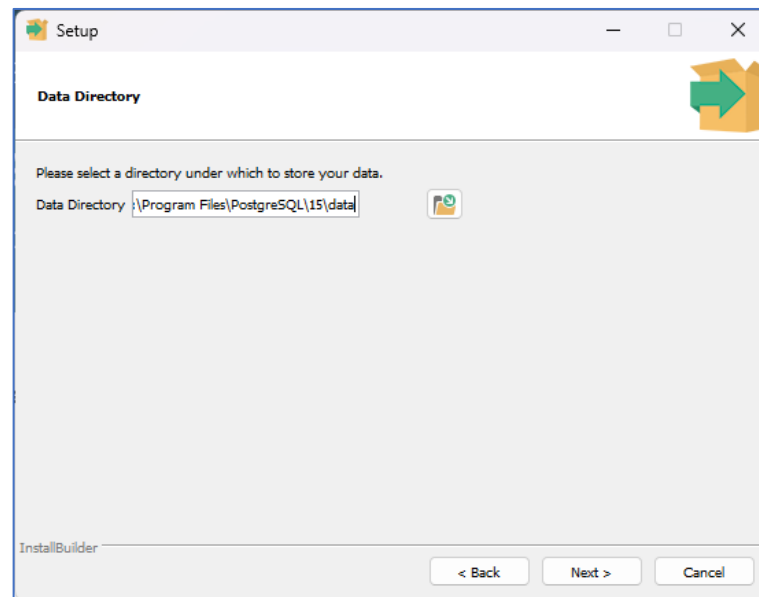 Setup
Data Directory
Please select a directory under which to store your data.
Data Directory :\Program Files\PostgreSQL\15\data
InstallBuilder
< Back Next > Cancel